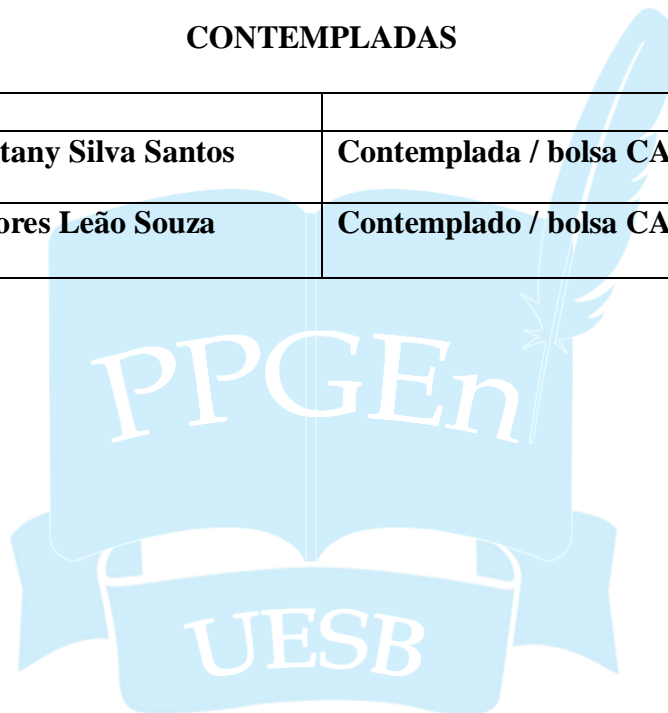 CONTEMPLADAS
tany Silva Santos Contemplada / bolsa CA
ores Leão Souza Contemplado / bolsa CA
PPGEn
UESB